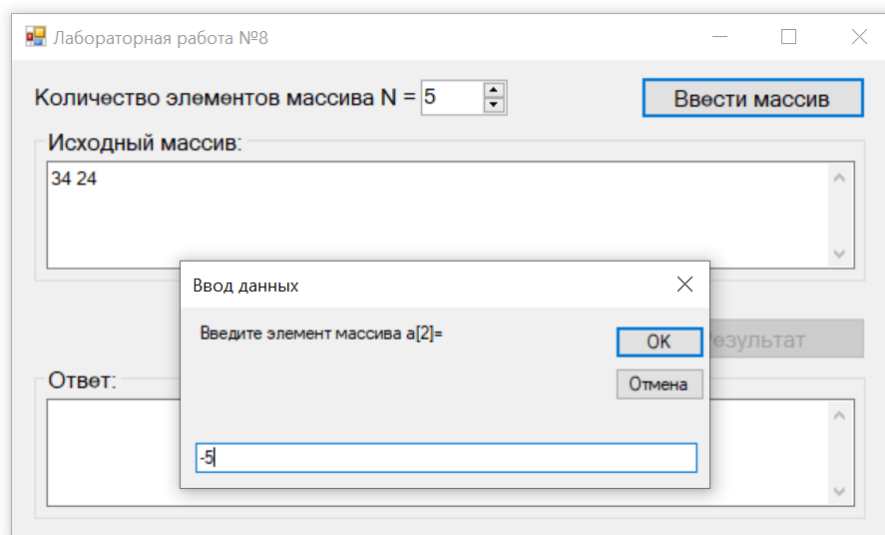 Лабораторная работа №8
Количество элементов массива N = 5
Ввести массив
Исходный массив:
34 24
Ввод данных
Введите элемент массива a[2]=
OK
Отмена
-5
Результат
Ответ: